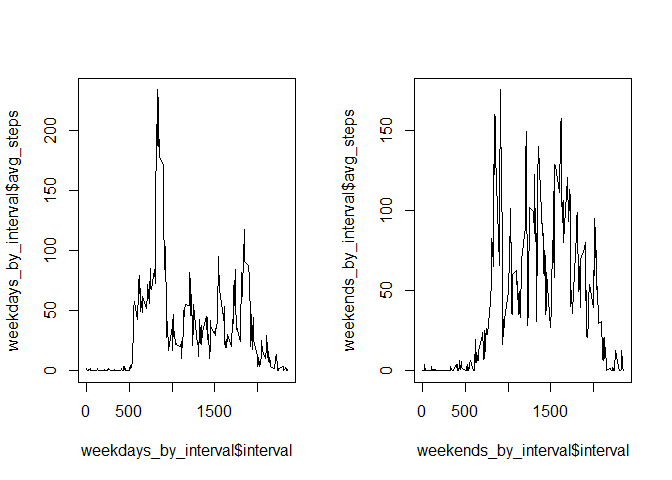 weekdays_by_interval$avg_steps
200
150
100
50
0
0 500 1500
weekdays_by_interval$interval
weekends_by_interval$avg_steps
150
100
50
0
0 500 1500
weekends_by_interval$interval